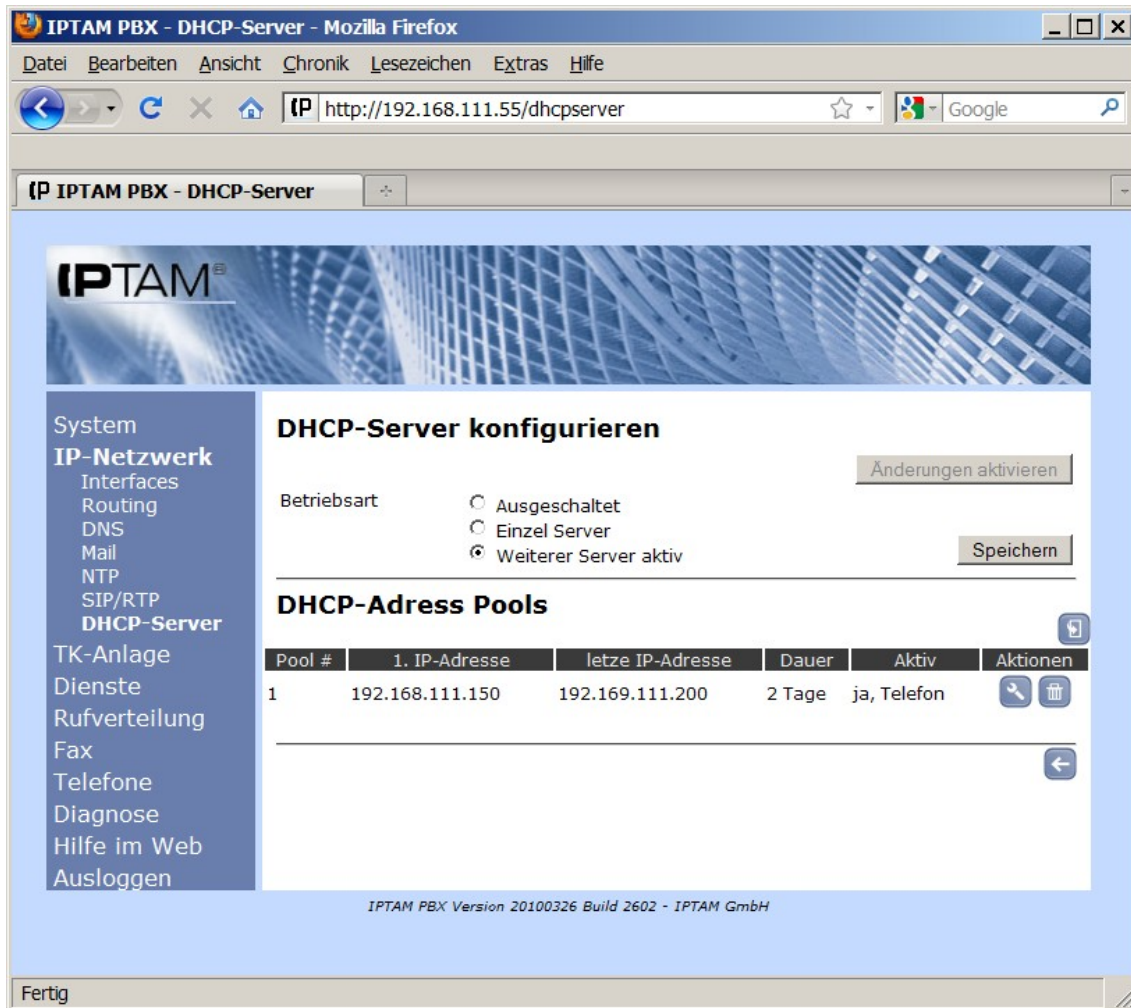 IPTAM PBX - DHCP-Server - Mozilla Firefox
Datei Bearbeiten Ansicht Chronik Lesezeichen Extras Hilfe
(P http://192.168.111.55/dhcpserver Google
(P IPTAM PBX - DHCP-Server
IPTAM®
System
IP-Netzwerk
Interfaces
Routing
DNS
Mail
NTP
SIP/RTP
DHCP-Server
TK-Anlage
Dienste
Rufverteilung
Fax
Telefone
Diagnose
Hilfe im Web
Ausloggen
DHCP-Server konfigurieren
Änderungen aktivieren
Betriebsart Ausgeschaltet
Einzel Server
Weiterer Server aktiv
Speichern
DHCP-Adress Pools
Pool # 1. IP-Adresse letze IP-Adresse Dauer Aktiv Aktionen
1 192.168.111.150 192.169.111.200 2 Tage ja, Telefon
IPTAM PBX Version 20100326 Build 2602 - IPTAM GmbH
Fertig